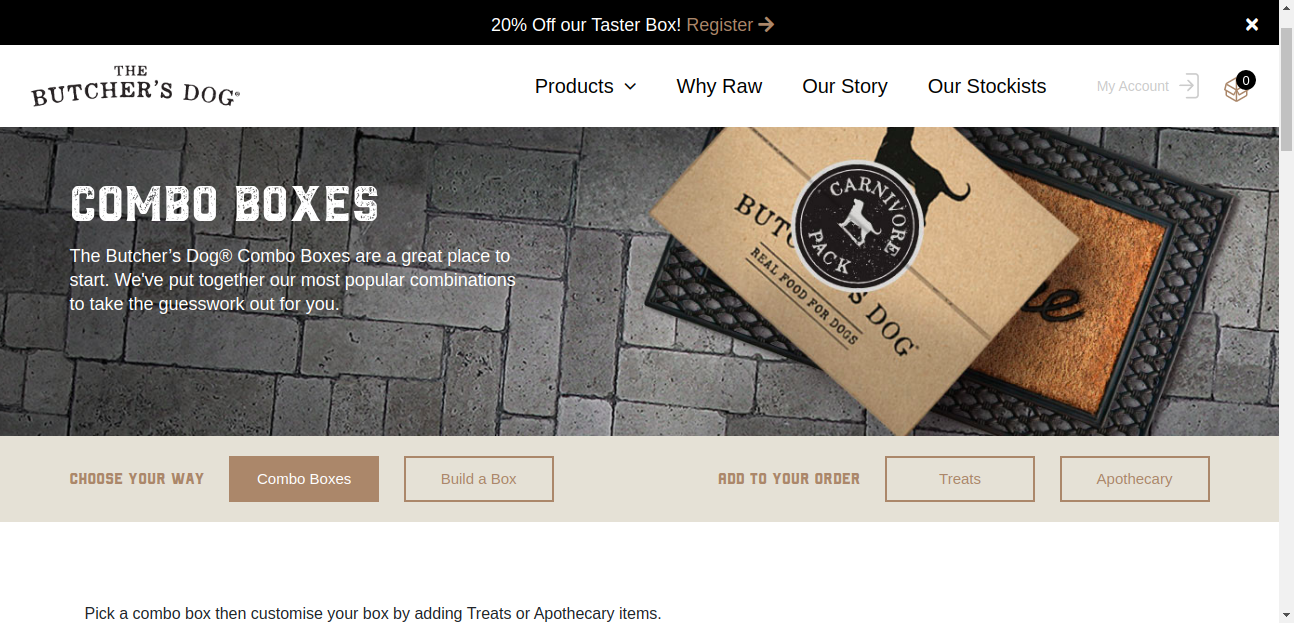 20% Off our Taster Box! Register
THE
BUTCHER'S DOG®
Products
Why Raw
Our Story
Our Stockists
My Account
0
COMBO BOXES
The Butcher's Dog® Combo Boxes are a great place to
start. We've put together our most popular combinations
to take the guesswork out for you.
CARNIVORE
PACK
DOG
REAL FOOD FOR DOGS
CHOOSE YOUR WAY
Combo Boxes
Build a Box
ADD TO YOUR ORDER
Treats
Apothecary
Pick a combo box then customise your box by adding Treats or Apothecary items.